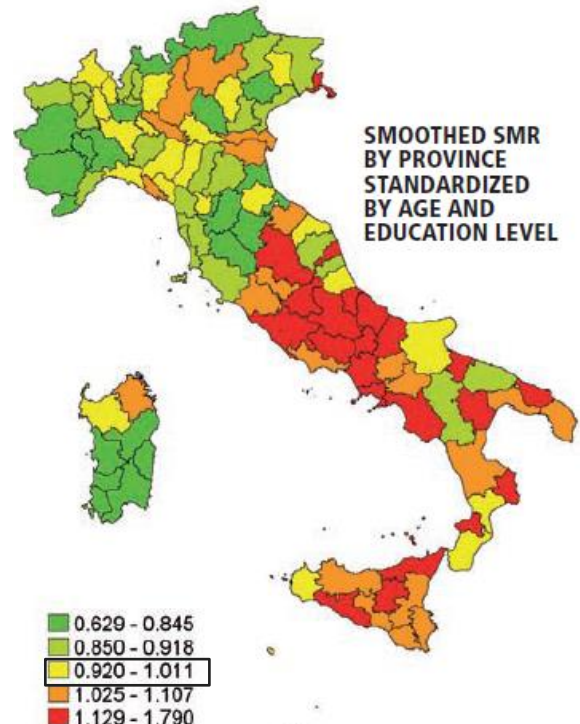 SMOOTHED SMR
BY PROVINCE
STANDARDIZED
BY AGE AND
EDUCATION LEVEL
0.629 - 0.845
0.850 - 0.918
0.920 - 1.011
1.025 - 1.107
1.129 - 1.790